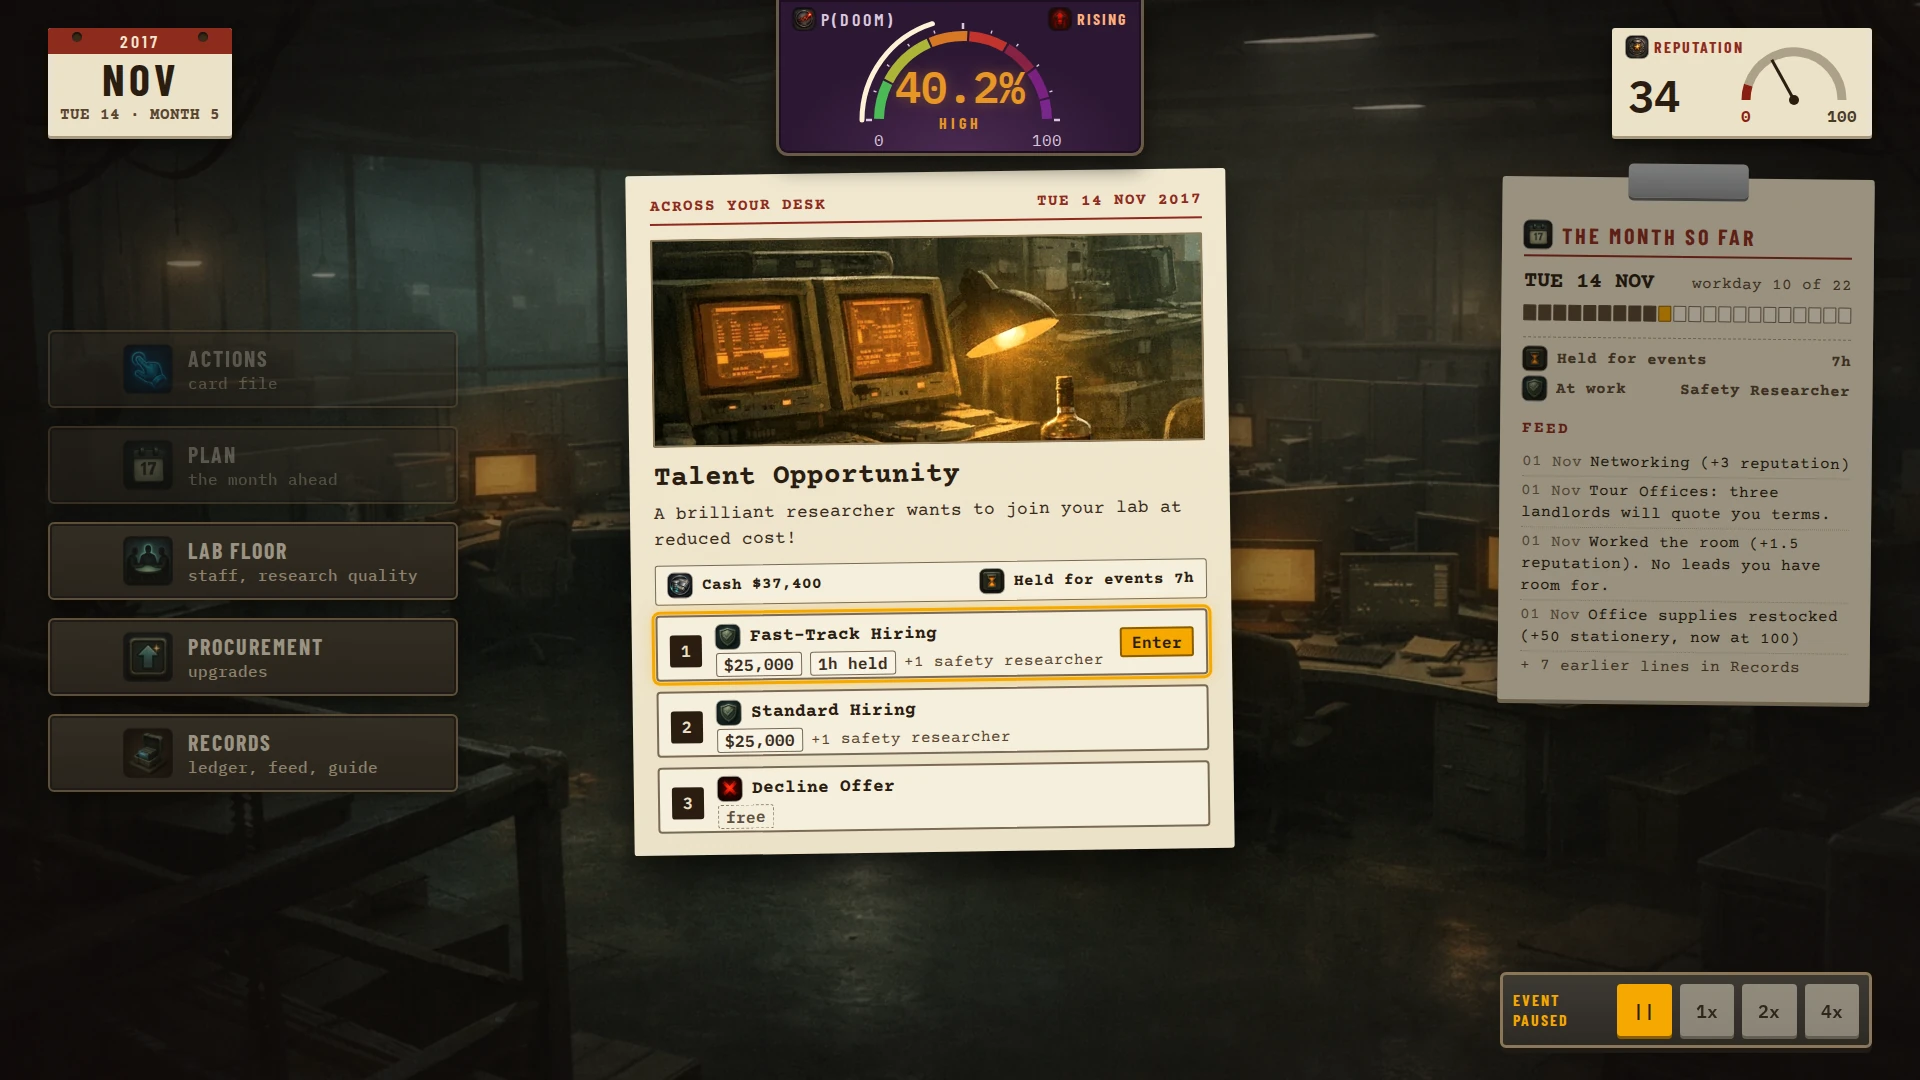 2017
NOV
TUE 14 · MONTH 5
P(DOOM)
RISING
40.2%
HIGH
0
100
REPUTATION
34
0
100
ACTIONS
card file
PLAN
the month ahead
17
LAB FLOOR
staff, research quality
PROCUREMENT
upgrades
RECORDS
ledger, feed, guide
ACROSS YOUR DESK
TUE 14 NOV 2017
Talent Opportunity
A brilliant researcher wants to join your lab at
reduced cost!
Cash $37,400
Held for events 7h
1
Fast-Track Hiring
$25,000
1h held
+1 safety researcher
Enter
2
Standard Hiring
$25,000
+1 safety researcher
3
Decline Offer
free
17
THE MONTH SO FAR
TUE 14 NOV
workday 10 of 22
Held for events
7h
At work
Safety Researcher
FEED
01 Nov Networking (+3 reputation)
01 Nov Tour Offices: three
landlords will quote you terms.
01 Nov Worked the room (+1.5
reputation). No leads you have
room for.
01 Nov Office supplies restocked
(+50 stationery, now at 100)
+ 7 earlier lines in Records
EVENT
PAUSED
||
1x
2x
4x